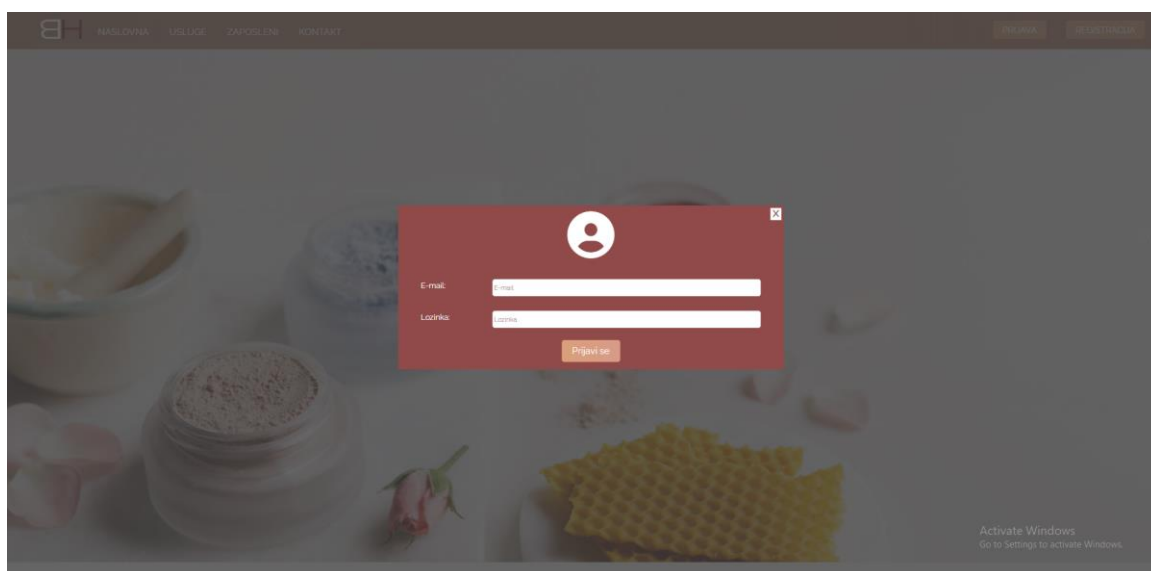 BH NASLOVNA USLUGE ZAPOSLENI KONTAKT PRIJAVA REGISTRACIJA
X
E-mail:
E-mail
Lozinka:
Lozinka
Prijavi se
Activate Windows
Go to Settings to activate Windows.